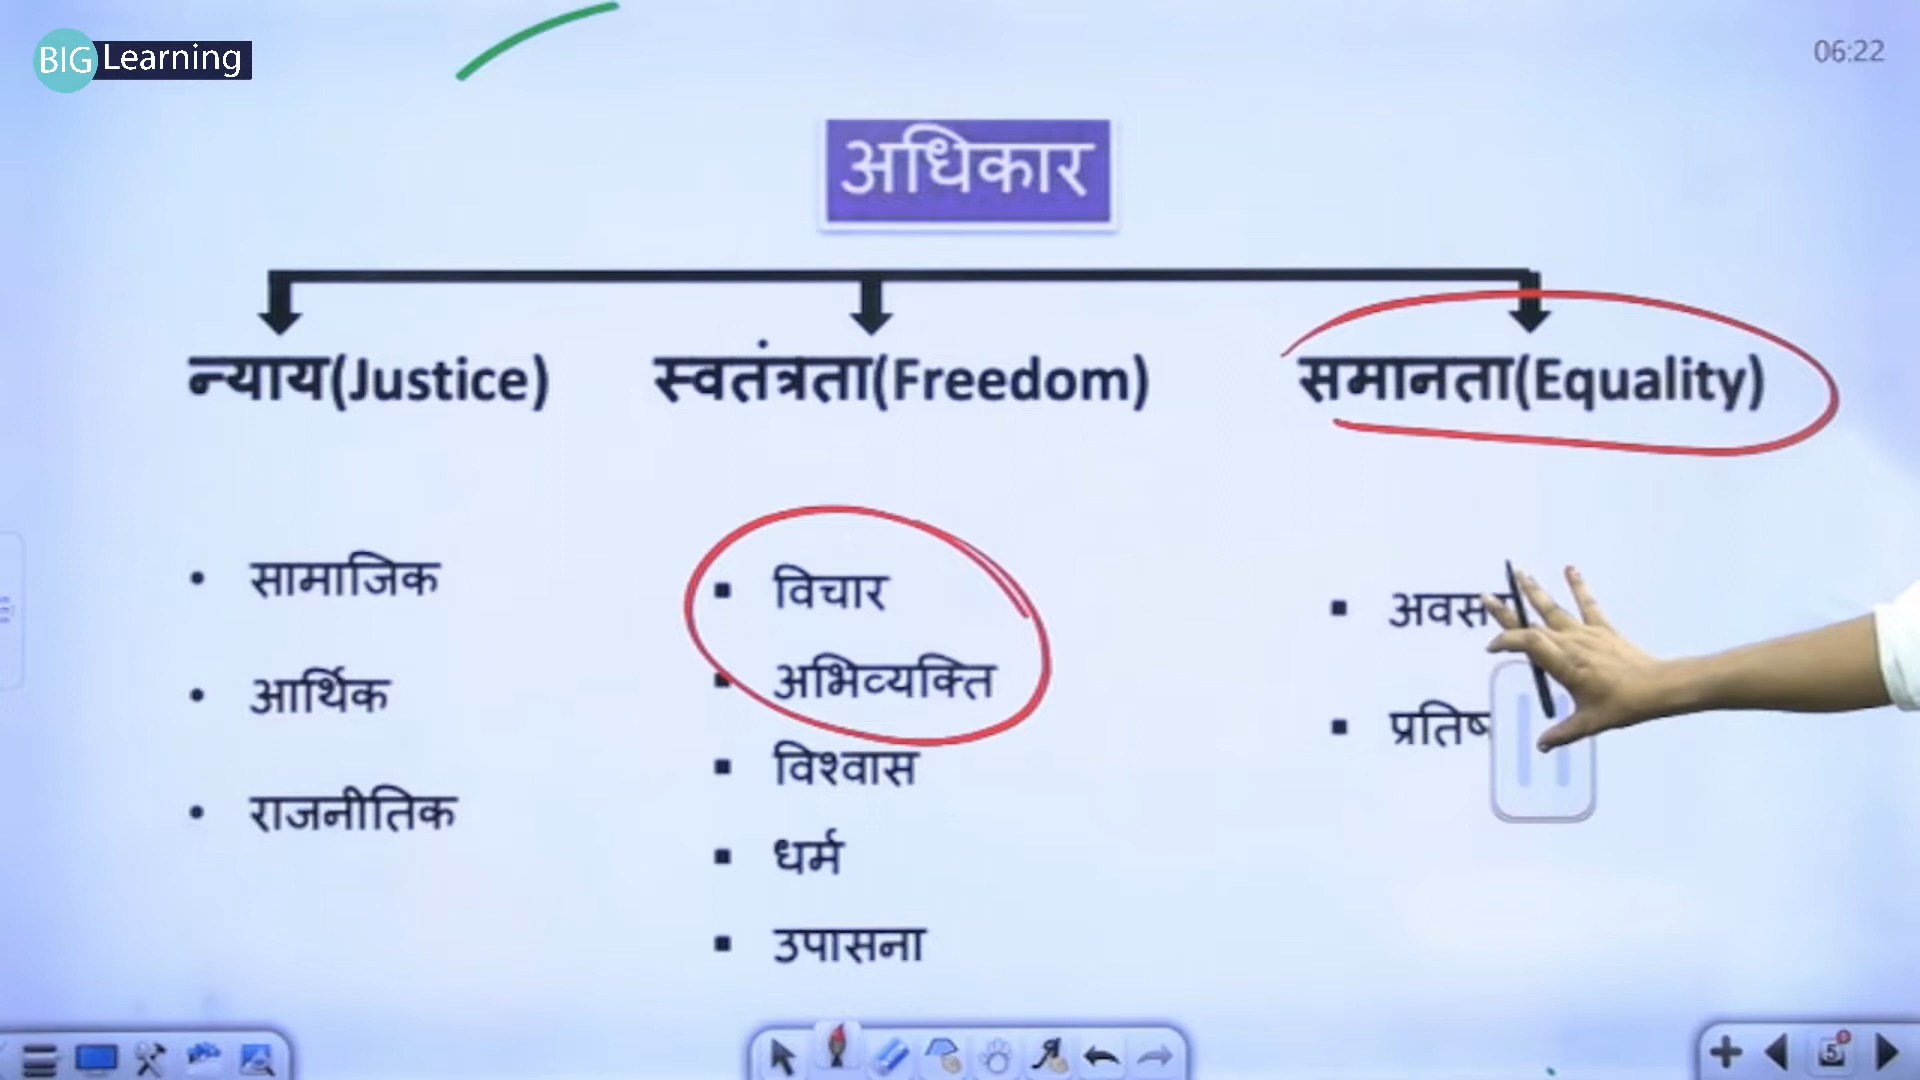 BIG Learning
06:22
अधिकार
न्याय(Justice)
स्वतंत्रता(Freedom)
समानता(Equality)
• सामाजिक
• आर्थिक
• राजनीतिक
▪ विचार
▪ अभिव्यक्ति
▪ विश्वास
▪ धर्म
▪ उपासना